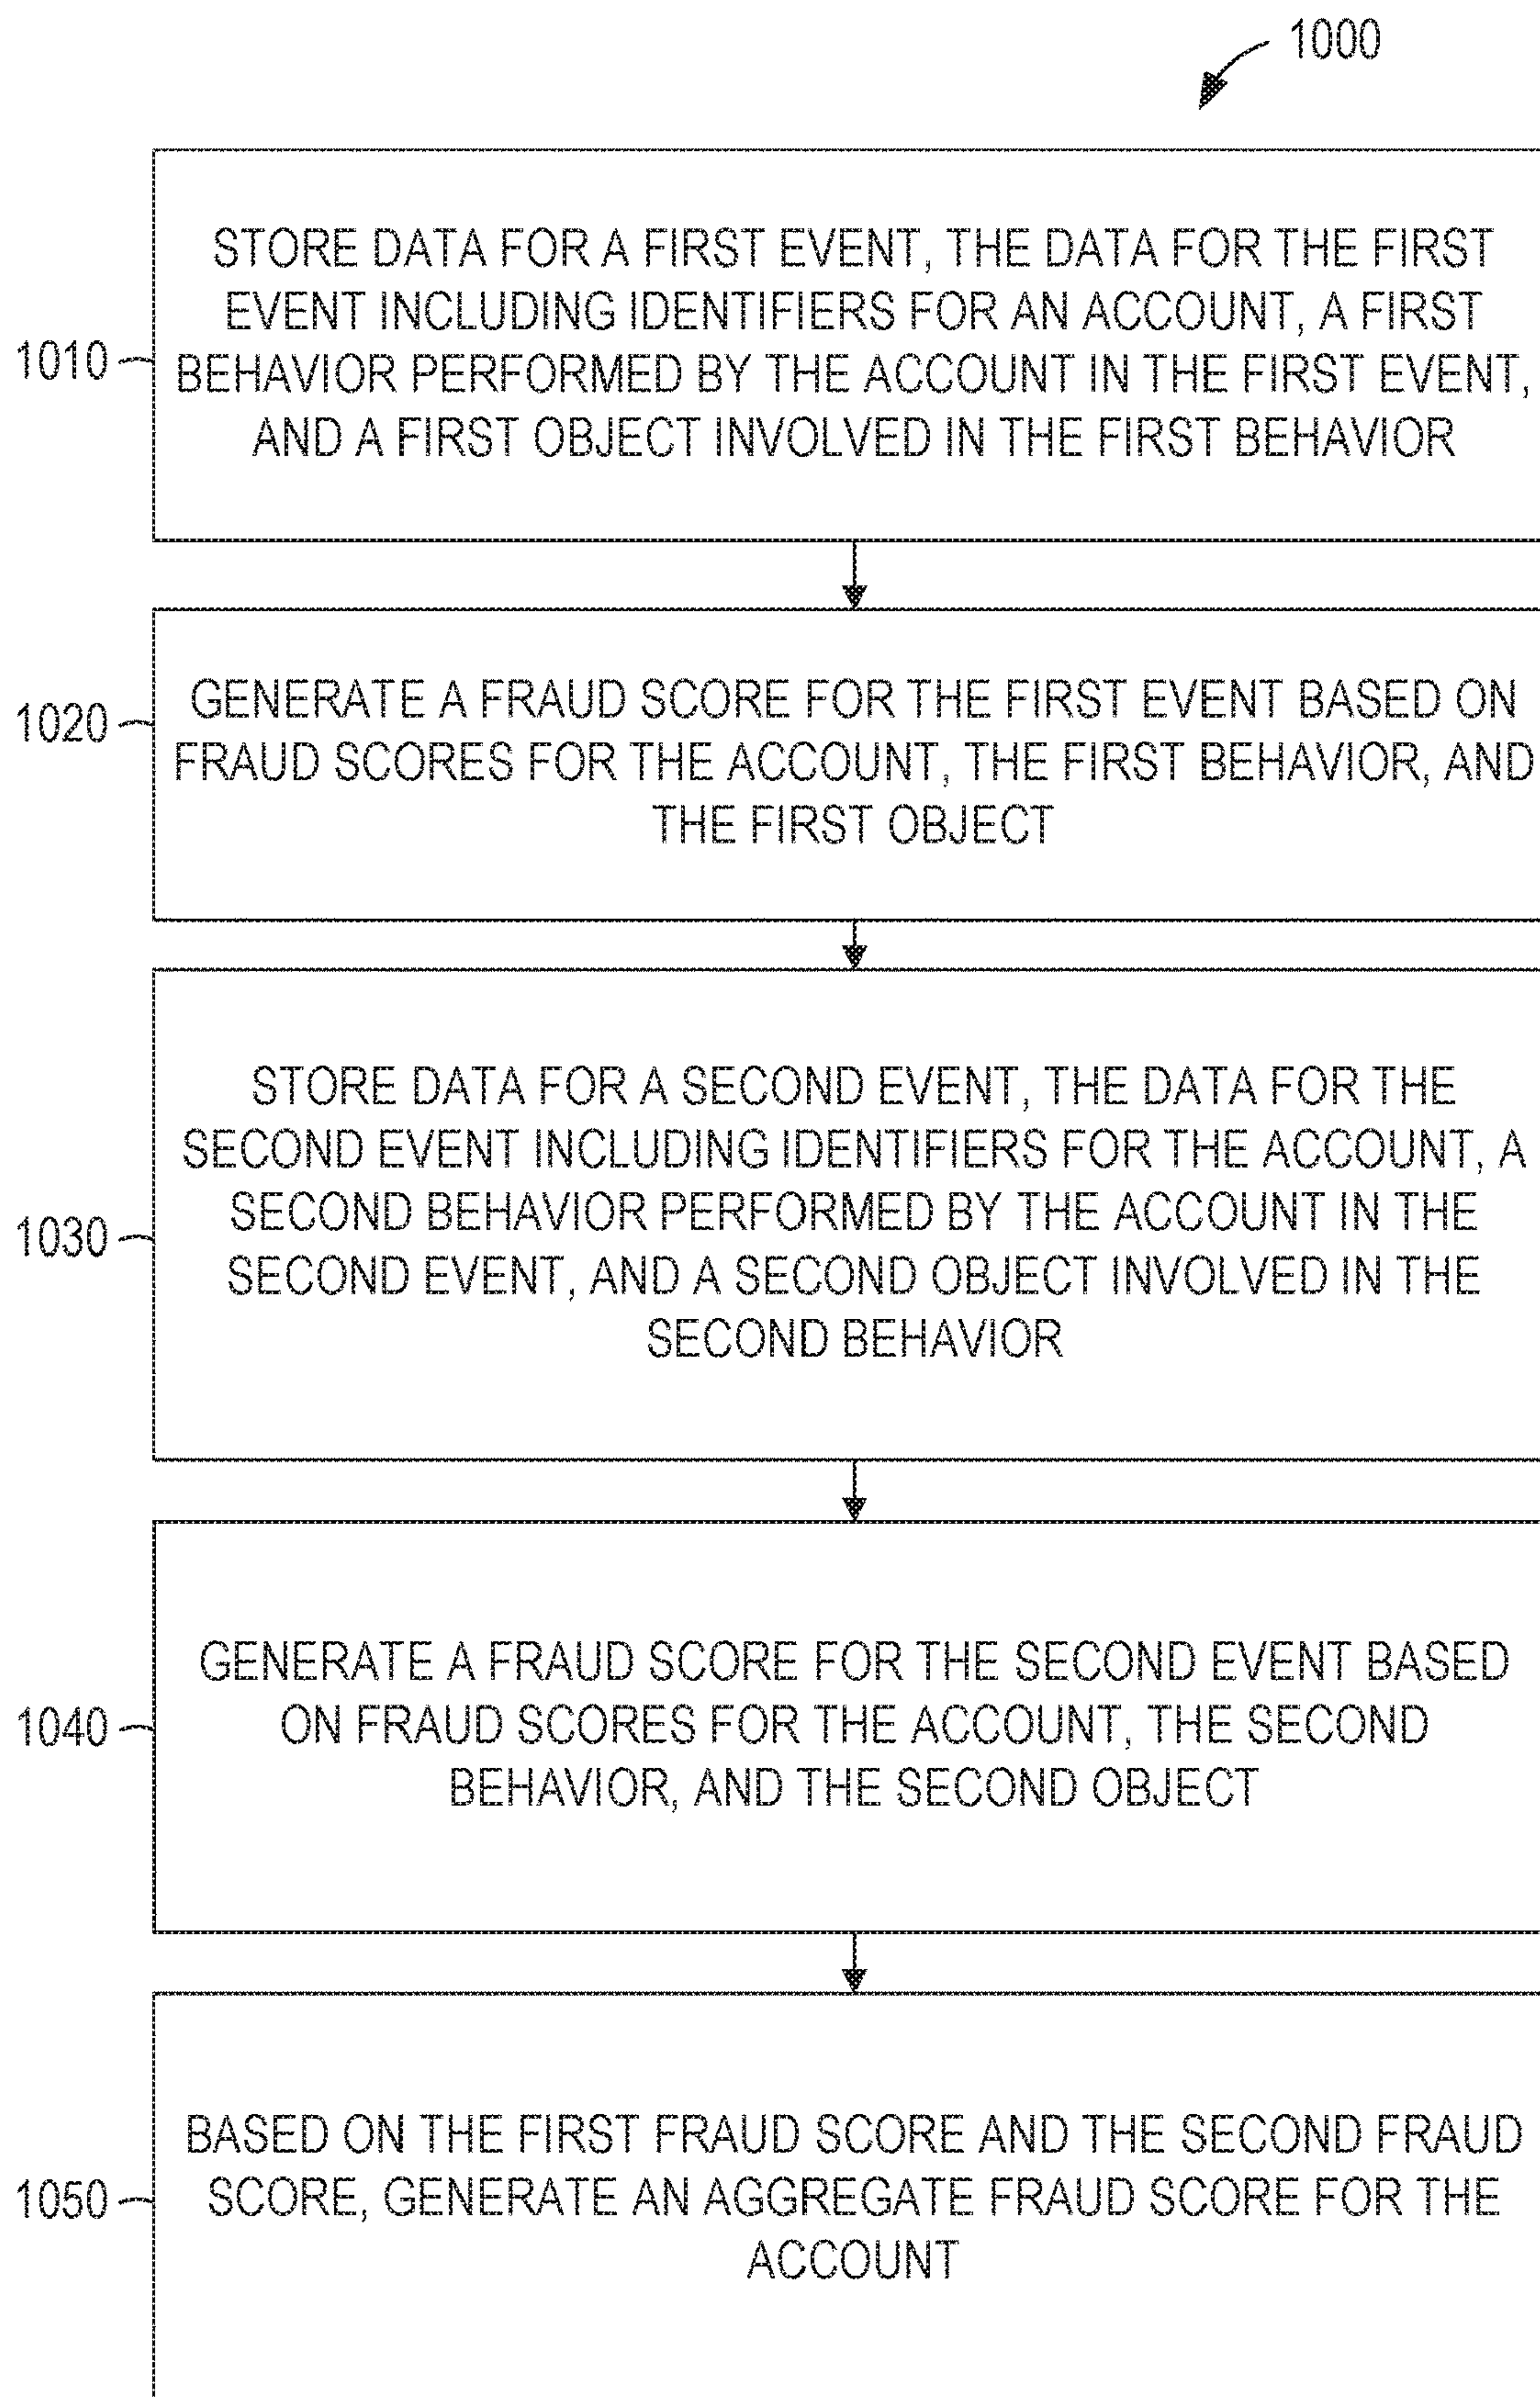 1000
STORE DATA FOR A FIRST EVENT, THE DATA FOR THE FIRST
EVENT INCLUDING IDENTIFIERS FOR AN ACCOUNT, A FIRST
1010
BEHAVIOR PERFORMED BY THE ACCOUNT IN THE FIRST EVENT,
AND A FIRST OBJECT INVOLVED IN THE FIRST BEHAVIOR
1020
GENERATE A FRAUD SCORE FOR THE FIRST EVENT BASED ON
FRAUD SCORES FOR THE ACCOUNT, THE FIRST BEHAVIOR, AND
THE FIRST OBJECT
STORE DATA FOR A SECOND EVENT, THE DATA FOR THE
SECOND EVENT INCLUDING IDENTIFIERS FOR THE ACCOUNT, A
SECOND BEHAVIOR PERFORMED BY THE ACCOUNT IN THE
1030
SECOND EVENT, AND A SECOND OBJECT INVOLVED IN THE
SECOND BEHAVIOR
GENERATE A FRAUD SCORE FOR THE SECOND EVENT BASED
1040
ON FRAUD SCORES FOR THE ACCOUNT, THE SECOND
BEHAVIOR, AND THE SECOND OBJECT
BASED ON THE FIRST FRAUD SCORE AND THE SECOND FRAUD
1050
SCORE, GENERATE AN AGGREGATE FRAUD SCORE FOR THE
ACCOUNT